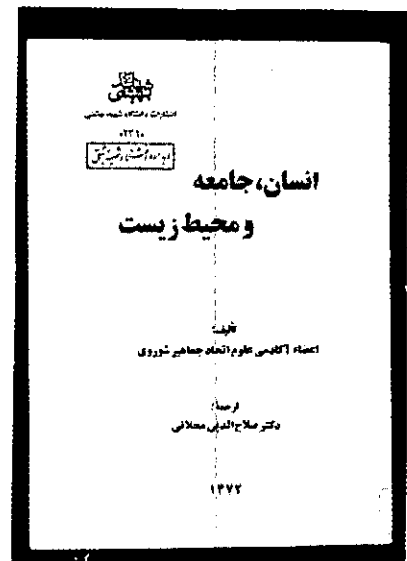 انتشارات دانشگاه شهید بهشتی
انسان، جامعه
و محیط زیست
تألیف:
اعضاء آکادمی علوم اتحاد جماهیر شوروی
ترجمه:
دکتر صلاح‌الدین محلاتی
۱۳۷۲